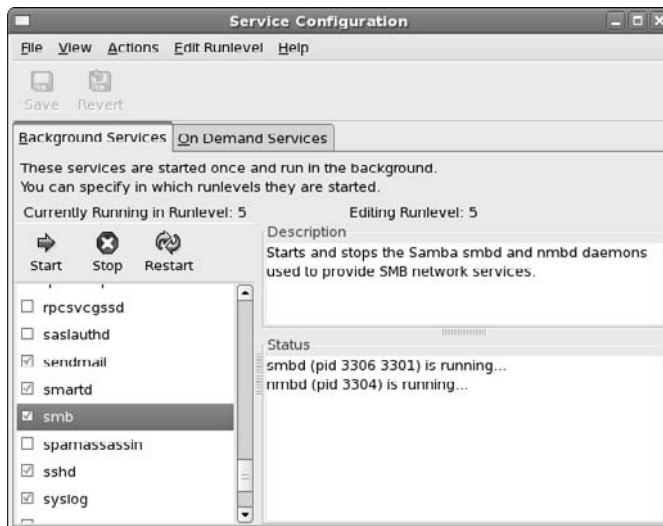 Service Configuration
File View Actions Edit Runlevel Help
Save Revert
Background Services On Demand Services
These services are started once and run in the background.
You can specify in which runlevels they are started.
Currently Running in Runlevel: 5 Editing Runlevel: 5
Start Stop Restart
Description
Starts and stops the Samba smbd and nmbd daemons
used to provide SMB network services.
rpcsvcgssd
saslauthd
sendmail
smartd
smb
spamassassin
sshd
syslog
Status
smbd (pid 3306 3301) is running...
nmbd (pid 3304) is running...